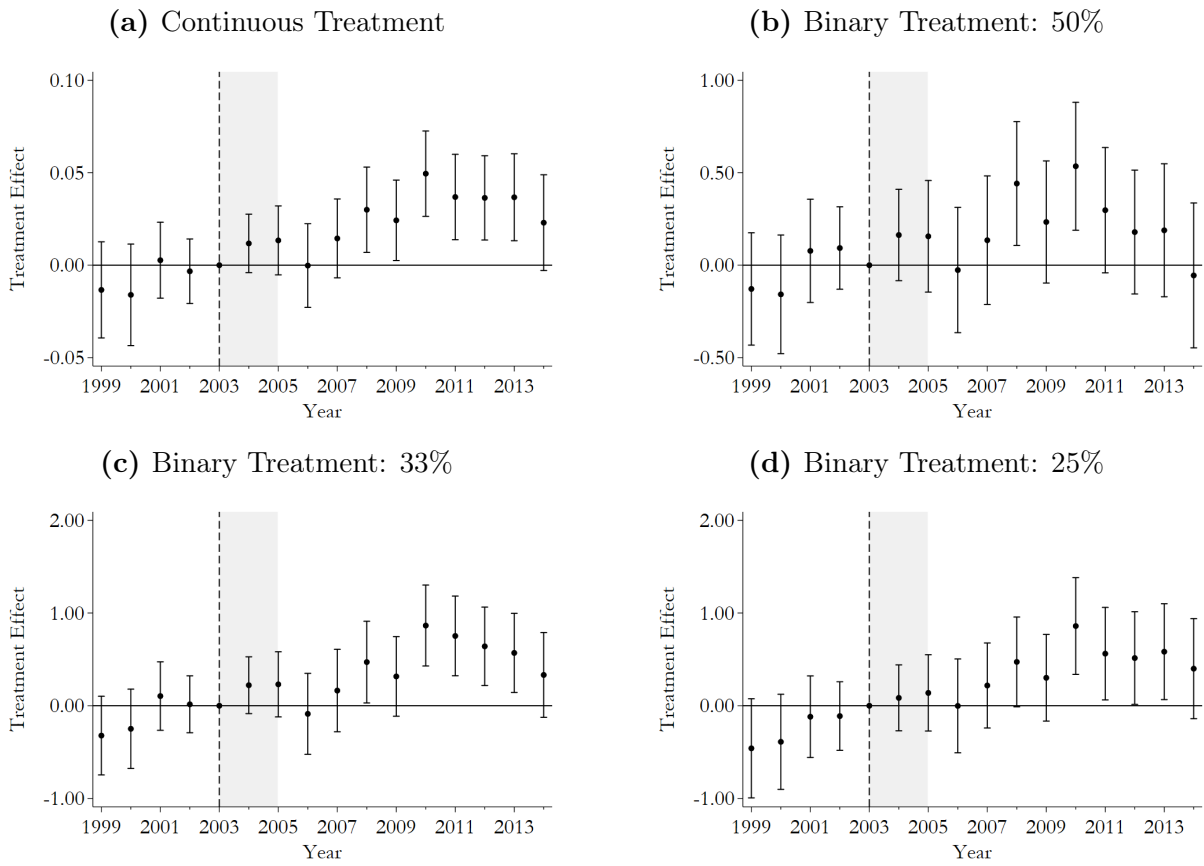 (a) Continuous Treatment
Treatment Effect
0.10
0.05
0.00
-0.05
1999 2001 2003 2005 2007 2009 2011 2013
Year
(b) Binary Treatment: 50%
Treatment Effect
1.00
0.50
0.00
-0.50
1999 2001 2003 2005 2007 2009 2011 2013
Year
(c) Binary Treatment: 33%
Treatment Effect
2.00
1.00
0.00
-1.00
1999 2001 2003 2005 2007 2009 2011 2013
Year
(d) Binary Treatment: 25%
Treatment Effect
2.00
1.00
0.00
-1.00
1999 2001 2003 2005 2007 2009 2011 2013
Year